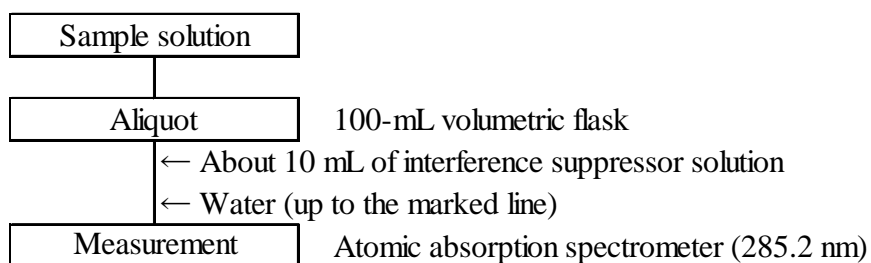 Sample solution
Aliquot 100-mL volumetric flask
← About 10 mL of interference suppressor solution
← Water (up to the marked line)
Measurement Atomic absorption spectrometer (285.2 nm)